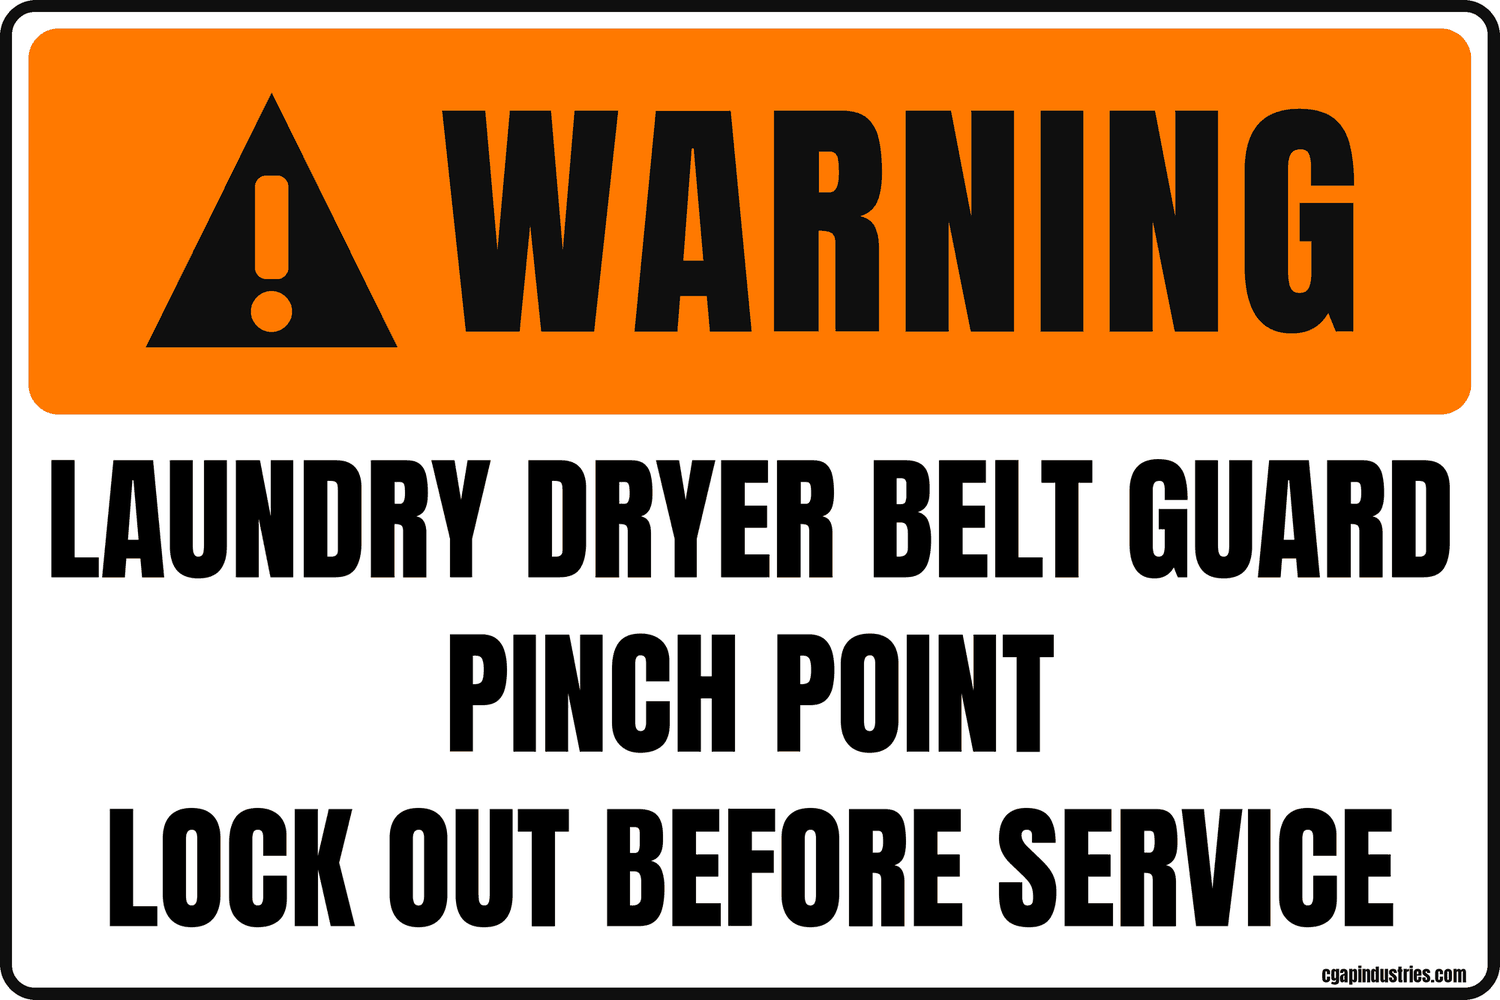 WARNING
LAUNDRY DRYER BELT GUARD
PINCH POINT
LOCK OUT BEFORE SERVICE
cgapindustries.com